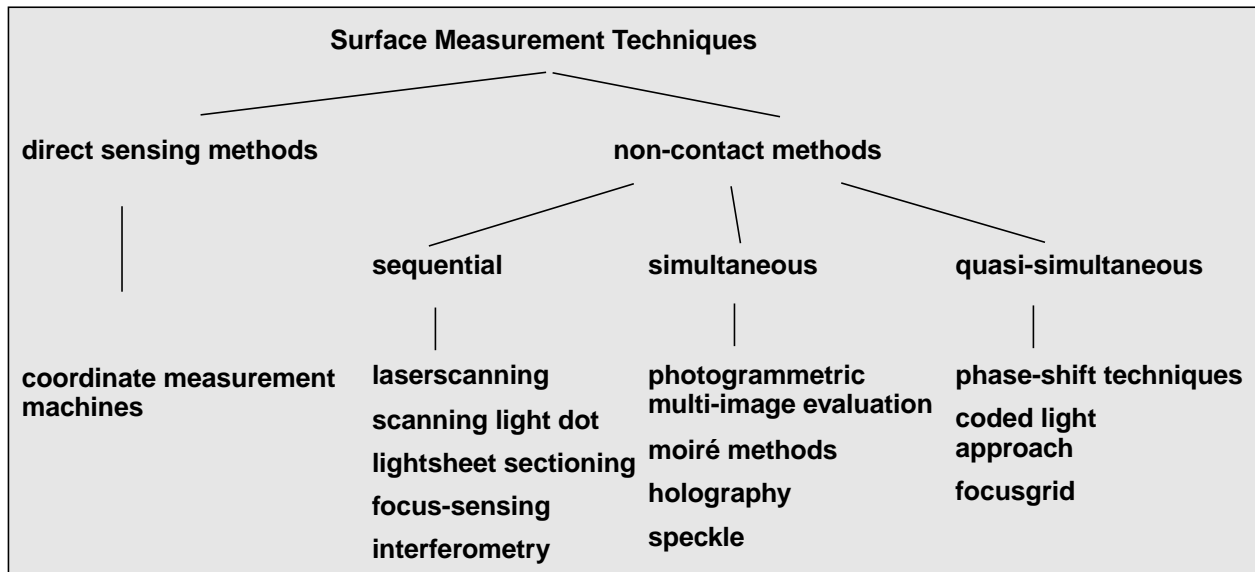 Surface Measurement Techniques
direct sensing methods
non-contact methods
sequential
simultaneous
quasi-simultaneous
coordinate measurement
machines
laserscanning
scanning light dot
lightsheet sectioning
focus-sensing
interferometry
photogrammetric
multi-image evaluation
moiré methods
holography
speckle
phase-shift techniques
coded light
approach
focusgrid